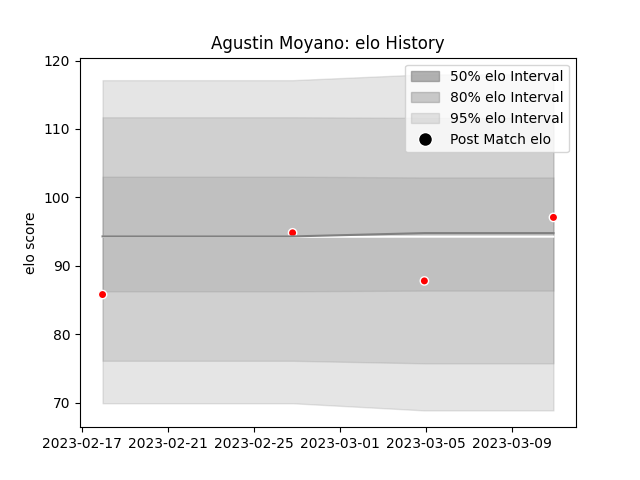 Agustin Moyano: elo History
120
110
100
90
80
70
elo score
50% elo Interval
80% elo Interval
95% elo Interval
Post Match elo
2023-02-17 2023-02-21 2023-02-25 2023-03-01 2023-03-05 2023-03-09